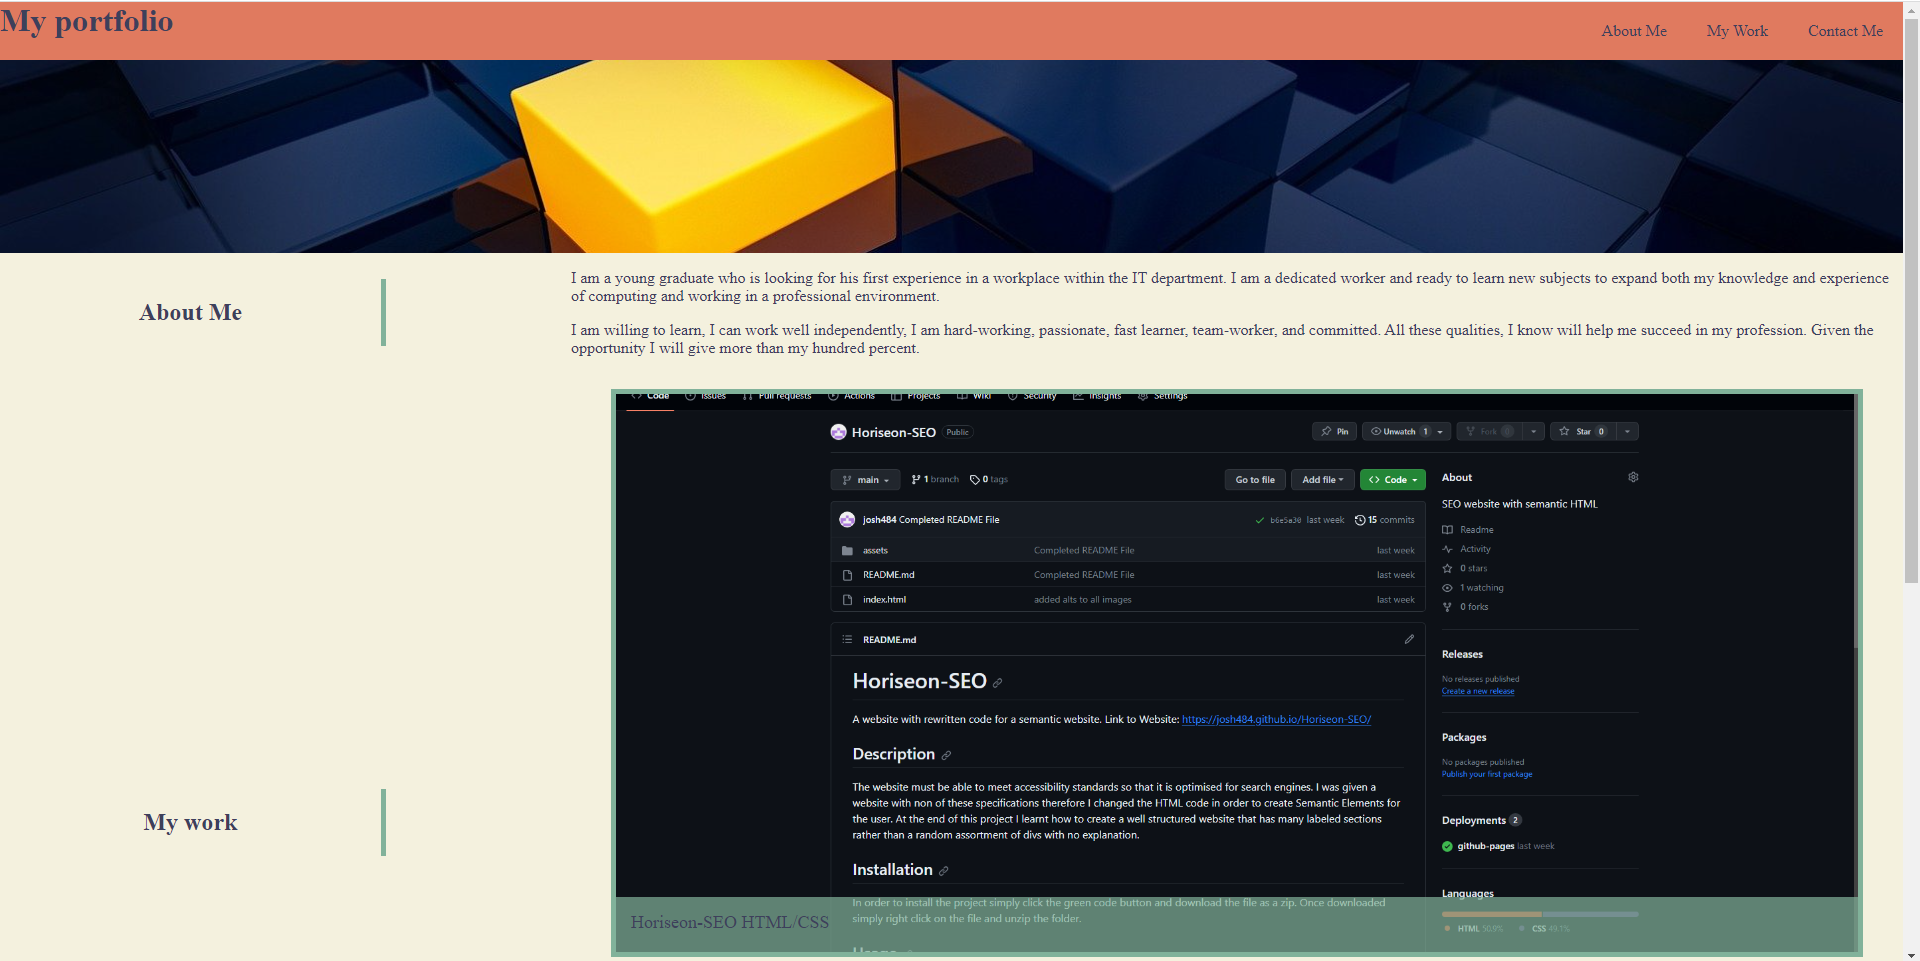 My portfolio
About Me
My Work
Contact Me
About Me
I am a young graduate who is looking for his first experience in a workplace within the IT department. I am a dedicated worker and ready to learn new subjects to expand both my knowledge and experience
of computing and working in a professional environment.
I am willing to learn, I can work well independently, I am hard-working, passionate, fast learner, team-worker, and committed. All these qualities, I know will help me succeed in my profession. Given the
opportunity I will give more than my hundred percent.
My work
Code Issues Pull requests Actions Projects Wiki Security Insights Settings
Horiseon-SEO Public
Pin Unwatch 1 Fork Star 0
main 1 branch 0 tags
Go to file Add file Code
josh484 Completed README File b6e5a30 last week 15 commits
assets Completed README File last week
README.md Completed README File last week
index.html added alts to all images last week
README.md
Horiseon-SEO
A website with rewritten code for a semantic website. Link to Website: https://josh484.github.io/Horiseon-SEO/
Description
The website must be able to meet accessibility standards so that it is optimised for search engines. I was given a
website with non of these specifications therefore I changed the HTML code in order to create Semantic Elements for
the user. At the end of this project I learnt how to create a well structured website that has many labeled sections
rather than a random assortment of divs with no explanation.
Installation
In order to install the project simply click the green code button and download the file as a zip. Once downloaded
simply right click on the file and unzip the folder.
Usage
About
SEO website with semantic HTML
Readme
Activity
0 stars
1 watching
0 forks
Releases
No releases published
Create a new release
Packages
No packages published
Publish your first package
Deployments 2
github-pages last week
Languages
HTML 50.9% CSS 49.1%
Horiseon-SEO HTML/CSS